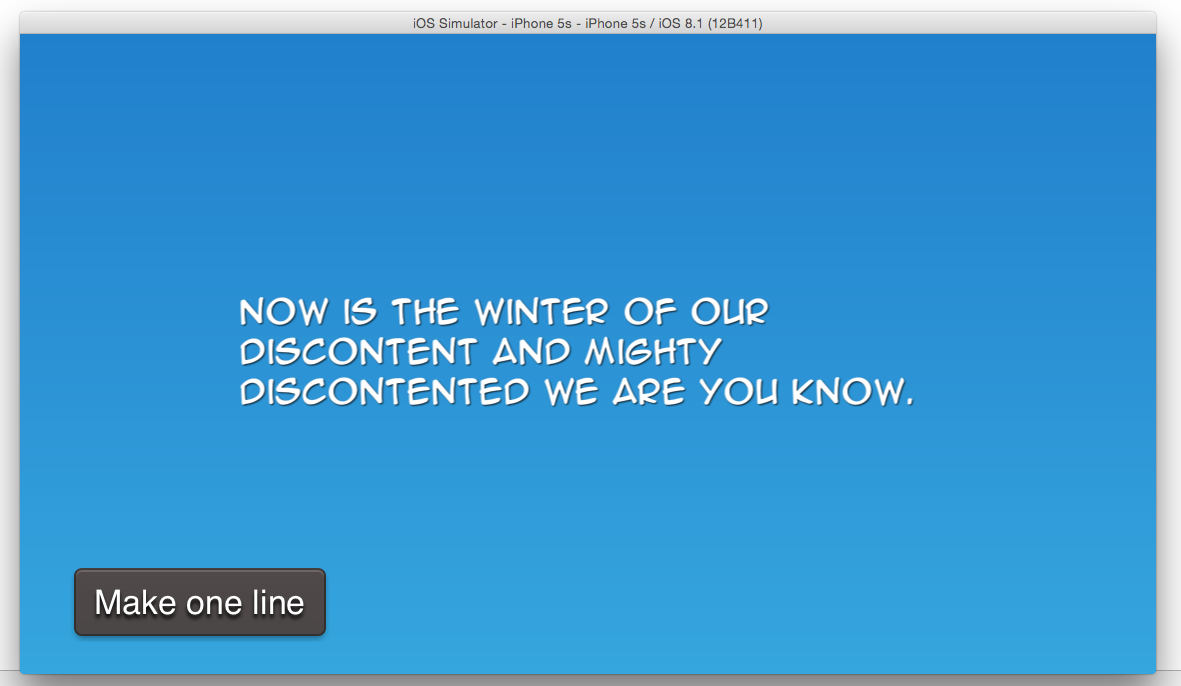 iOS Simulator - iPhone 5s - iPhone 5s / iOS 8.1 (12B411)
NOW IS THE WINTER OF OUR
DISCONTENT AND MIGHTY
DISCONTENTED WE ARE YOU KNOW.
Make one line